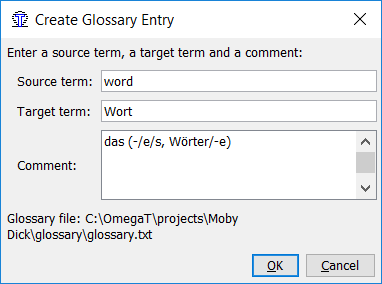 Create Glossary Entry
Enter a source term, a target term and a comment:
Source term: word
Target term: Wort
Comment: das (-/e/s, Wörter/-e)
Glossary file: C:\OmegaT\projects\Moby
Dick\glossary\glossary.txt
OK Cancel